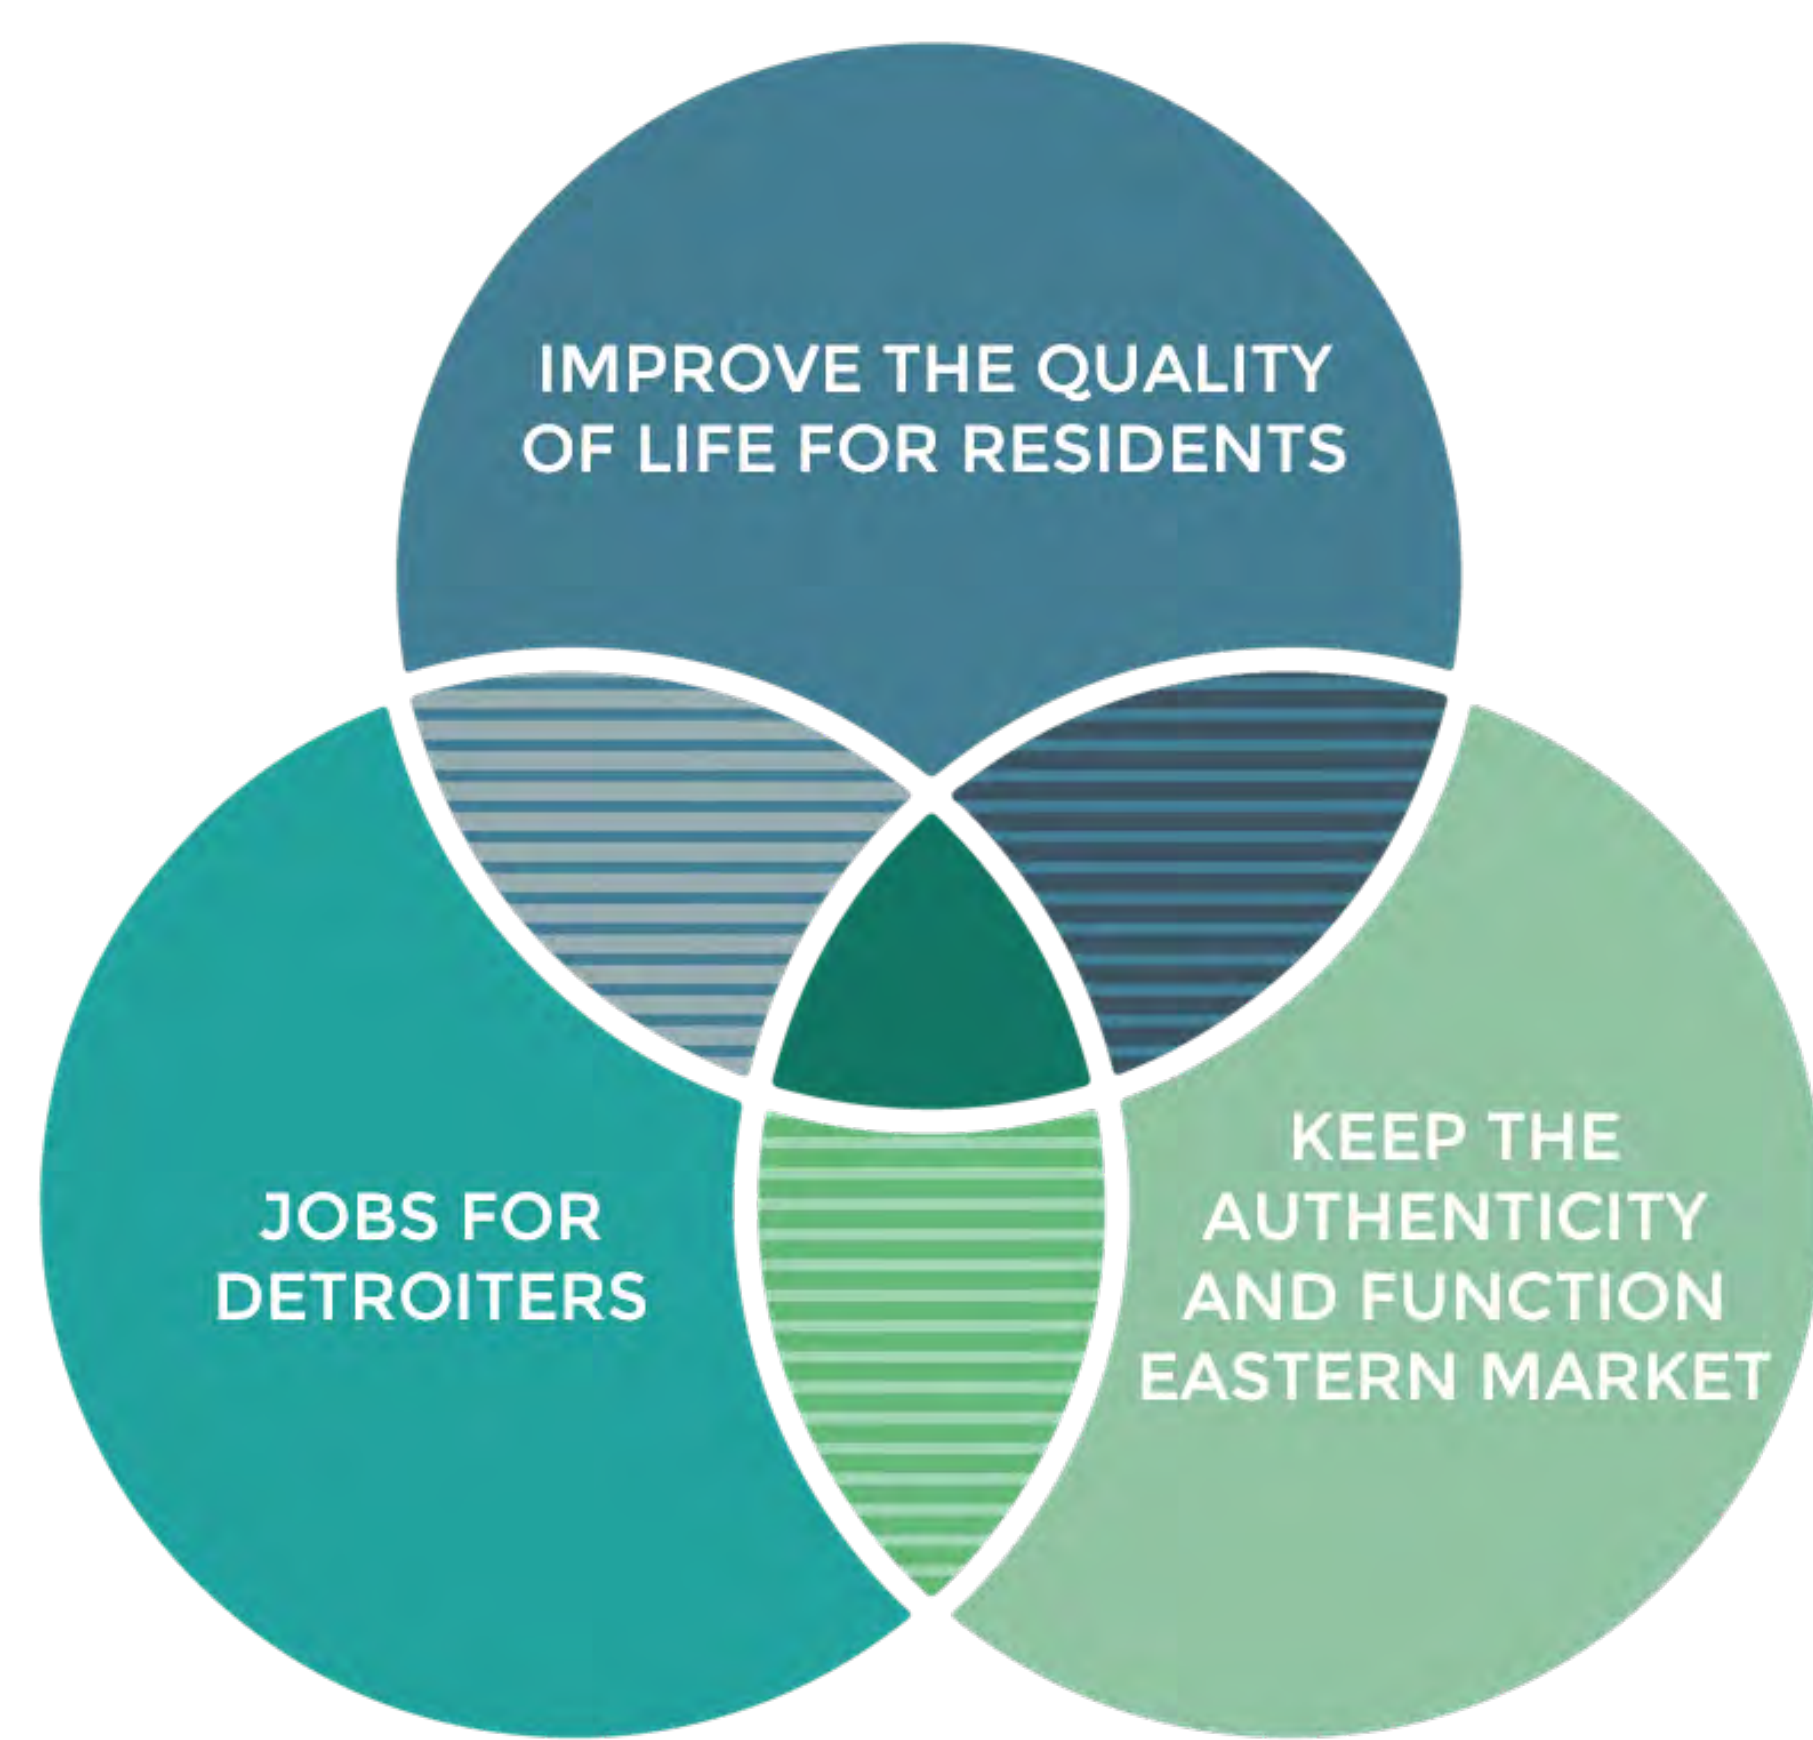 IMPROVE THE QUALITY
OF LIFE FOR RESIDENTS
JOBS FOR
DETROITERS
KEEP THE
AUTHENTICITY
AND FUNCTION
EASTERN MARKET